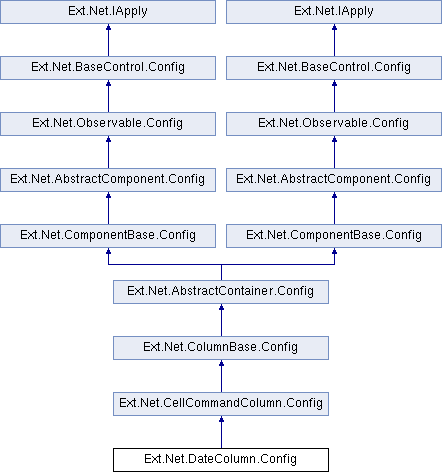 Ext.Net.IApply
Ext.Net.IApply
Ext.Net.BaseControl.Config
Ext.Net.BaseControl.Config
Ext.Net.Observable.Config
Ext.Net.Observable.Config
Ext.Net.AbstractComponent.Config
Ext.Net.AbstractComponent.Config
Ext.Net.ComponentBase.Config
Ext.Net.ComponentBase.Config
Ext.Net.AbstractContainer.Config
Ext.Net.ColumnBase.Config
Ext.Net.CellCommandColumn.Config
Ext.Net.DateColumn.Config